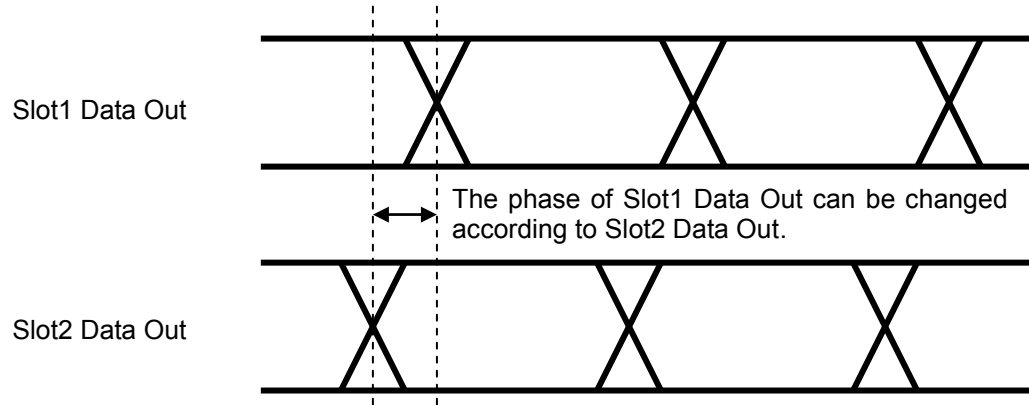 Slot1 Data Out
The phase of Slot1 Data Out can be changed
according to Slot2 Data Out.
Slot2 Data Out